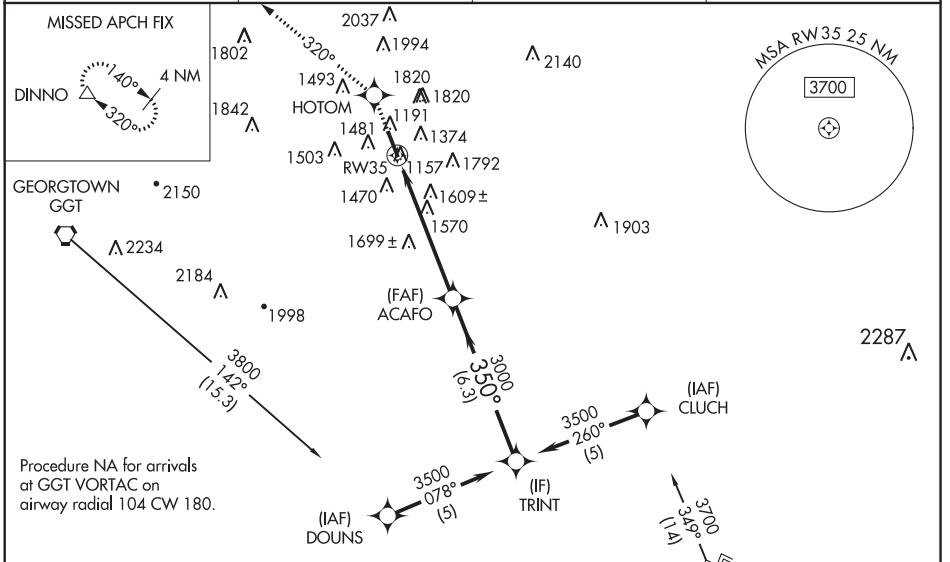 MISSED APCH FIX
DINNO
140°
4 NM
320°
1802
1842
320°
2037
1994
2140
1493
1820
1820
HOTOM
1191
1481
1374
1503
RW35
1157
1792
1470
1609±
1570
1699±
1903
MSA RW35 25 NM
3700
GEORGTOWN
GGT
2150
2234
2184
1998
(FAF)
ACAFO
2287
3800
142°
(15.3)
3000
350°
(6.3)
(IAF)
CLUCH
3500
260°
(5)
Procedure NA for arrivals
at GGT VORTAC on
airway radial 104 CW 180.
3500
078°
(5)
(IF)
TRINT
(IAF)
DOUNS
3700
349°
(14)